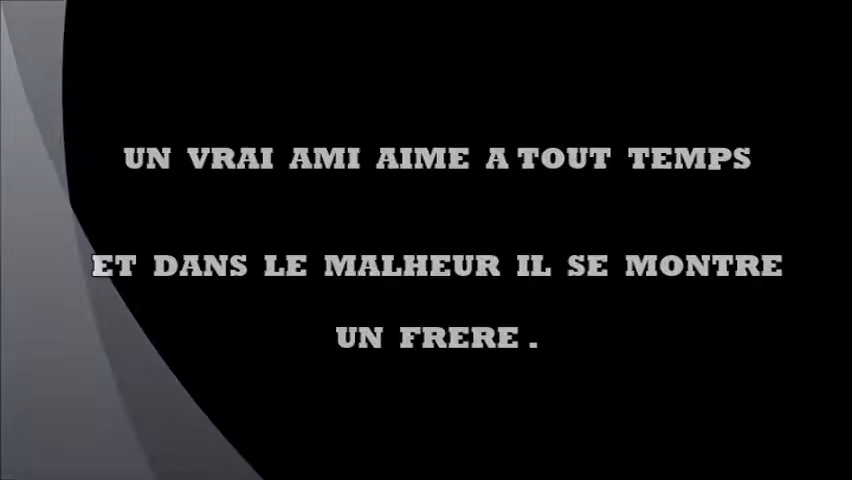 UN VRAI AMI AIME A TOUT TEMPS
ET DANS LE MALHEUR IL SE MONTRE
UN FRERE .